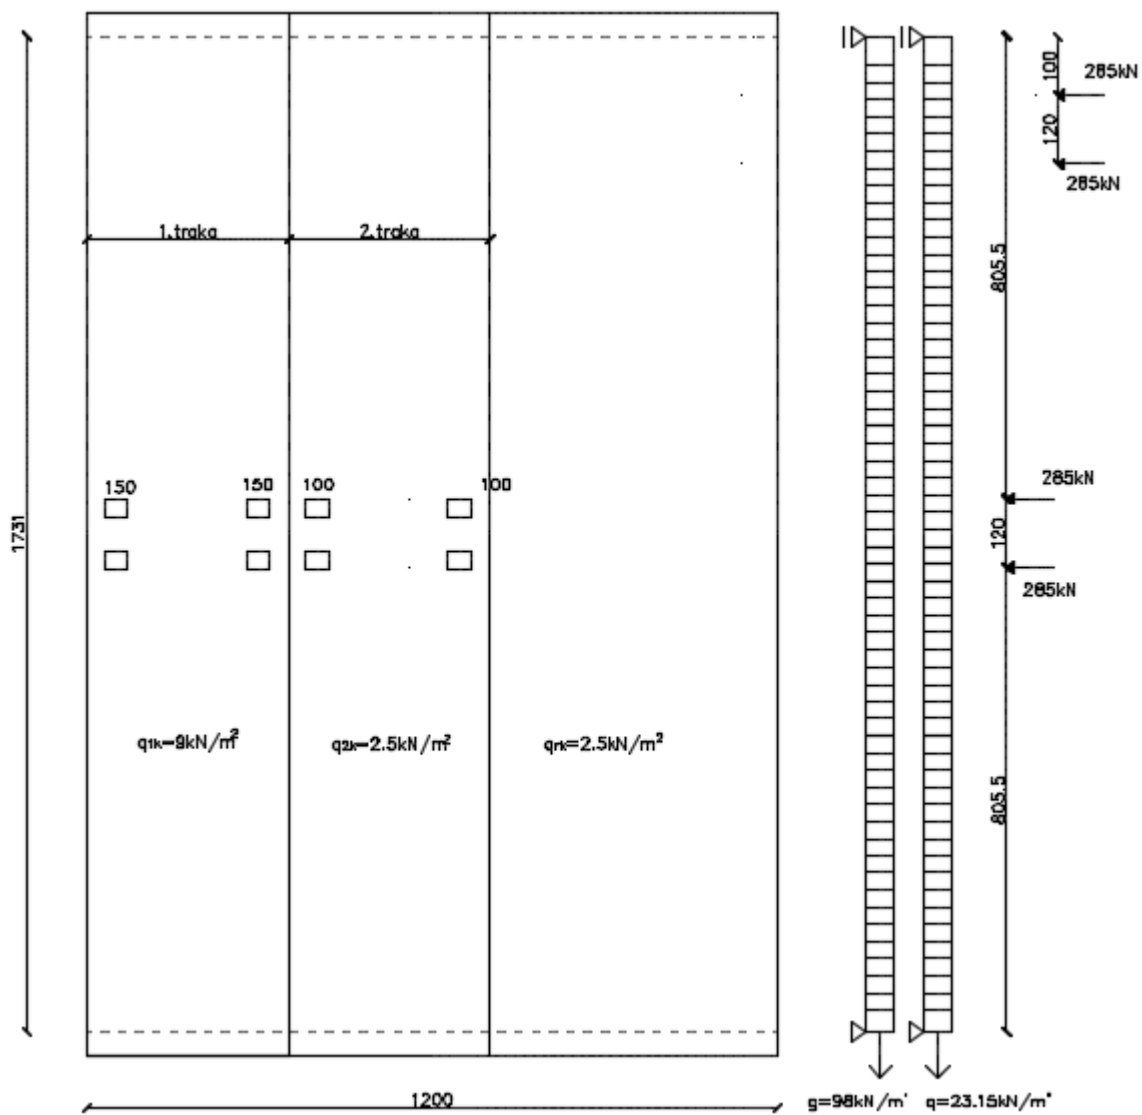 100
285kN
120
285kN
1.traka
2.traka
805.5
150
150
100
100
285kN
1731
120
285kN
q1k=9kN/m²
q2k=2.5kN/m²
qrk=2.5kN/m²
805.5
1200
g=98kN/m'
q=23.15kN/m'